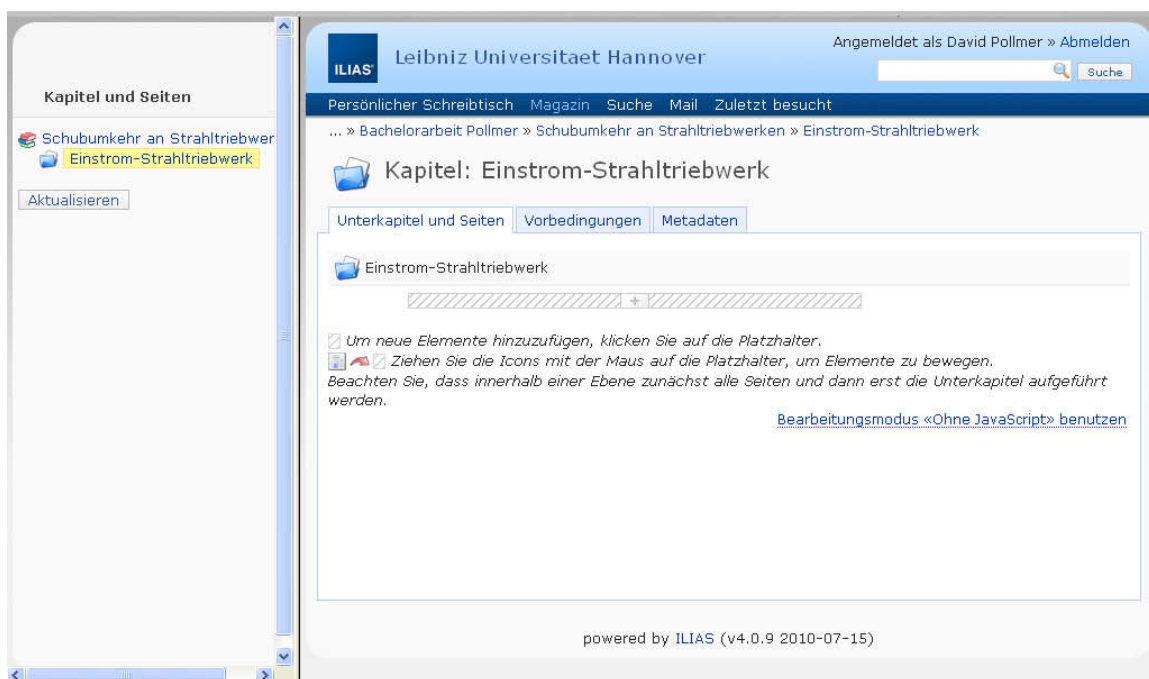 Kapitel und Seiten
Schubumkehr an Strahltriebwer
Einstrom-Strahltriebwerk
Aktualisieren
ILIAS
Leibniz Universitaet Hannover
Angemeldet als David Pollmer » Abmelden
Suche
Persönlicher Schreibtisch Magazin Suche Mail Zuletzt besucht
... » Bachelorarbeit Pollmer » Schubumkehr an Strahltriebwerken » Einstrom-Strahltriebwerk
Kapitel: Einstrom-Strahltriebwerk
Unterkapitel und Seiten Vorbedingungen Metadaten
Einstrom-Strahltriebwerk
+
Um neue Elemente hinzuzufügen, klicken Sie auf die Platzhalter.
Ziehen Sie die Icons mit der Maus auf die Platzhalter, um Elemente zu bewegen.
Beachten Sie, dass innerhalb einer Ebene zunächst alle Seiten und dann erst die Unterkapitel aufgeführt
werden.
Bearbeitungsmodus «Ohne JavaScript» benutzen
powered by ILIAS (v4.0.9 2010-07-15)